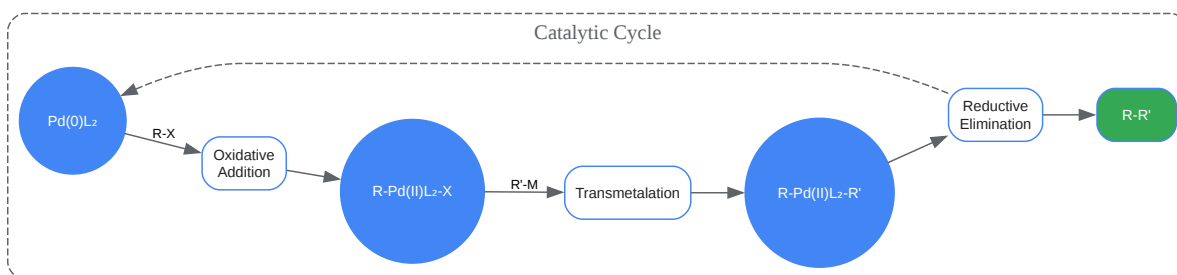 Catalytic Cycle
Pd(0)L₂
R-X
Oxidative
Addition
R-Pd(II)L₂-X
R'-M
Transmetalation
R-Pd(II)L₂-R'
Reductive
Elimination
R-R'